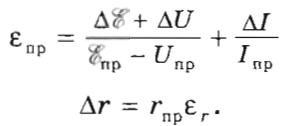 ε_пр = (Δℰ + ΔU) / (ℰ_пр − U_пр) + ΔI / I_пр
Δr = r_пр ε_r.